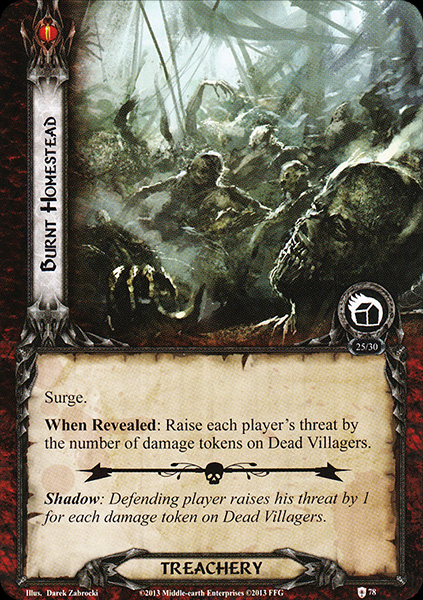 BURNT HOMESTEAD
25/30
Surge.
When Revealed: Raise each player's threat by
the number of damage tokens on Dead Villagers.
Shadow: Defending player raises his threat by 1
for each damage token on Dead Villagers.
TREACHERY
Illus. Darek Zabrocki
©2013 Middle-earth Enterprises ©2013 FFG
78